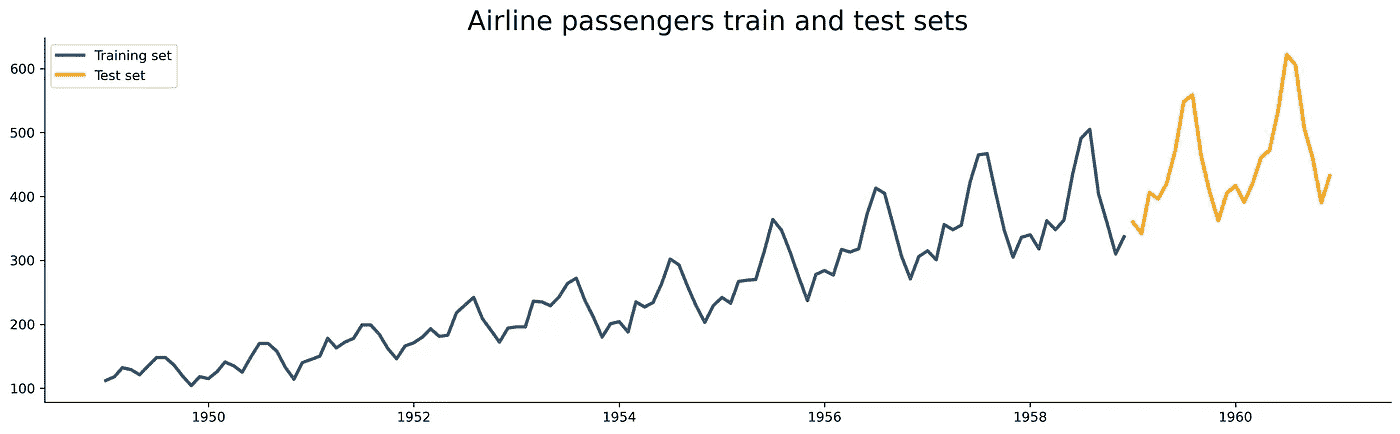 Airline passengers train and test sets
Training set
Test set
600
500
400
300
200
100
1950 1952 1954 1956 1958 1960